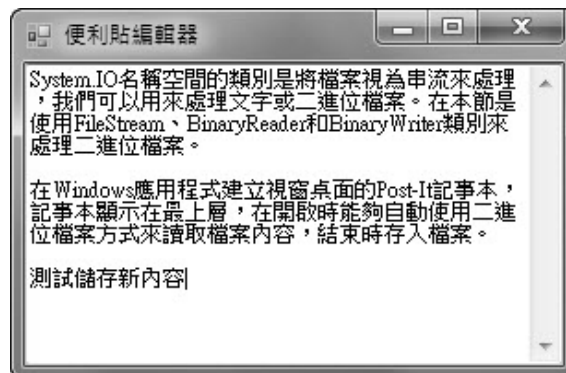 便利貼編輯器
System.IO名稱空間的類別是將檔案視為串流來處理
，我們可以用來處理文字或二進位檔案。在本節是
使用FileStream、BinaryReader和BinaryWriter類別來
處理二進位檔案。
在Windows應用程式建立視窗桌面的Post-It記事本，
記事本顯示在最上層，在開啟時能夠自動使用二進
位檔案方式來讀取檔案內容，結束時存入檔案。
測試儲存新內容